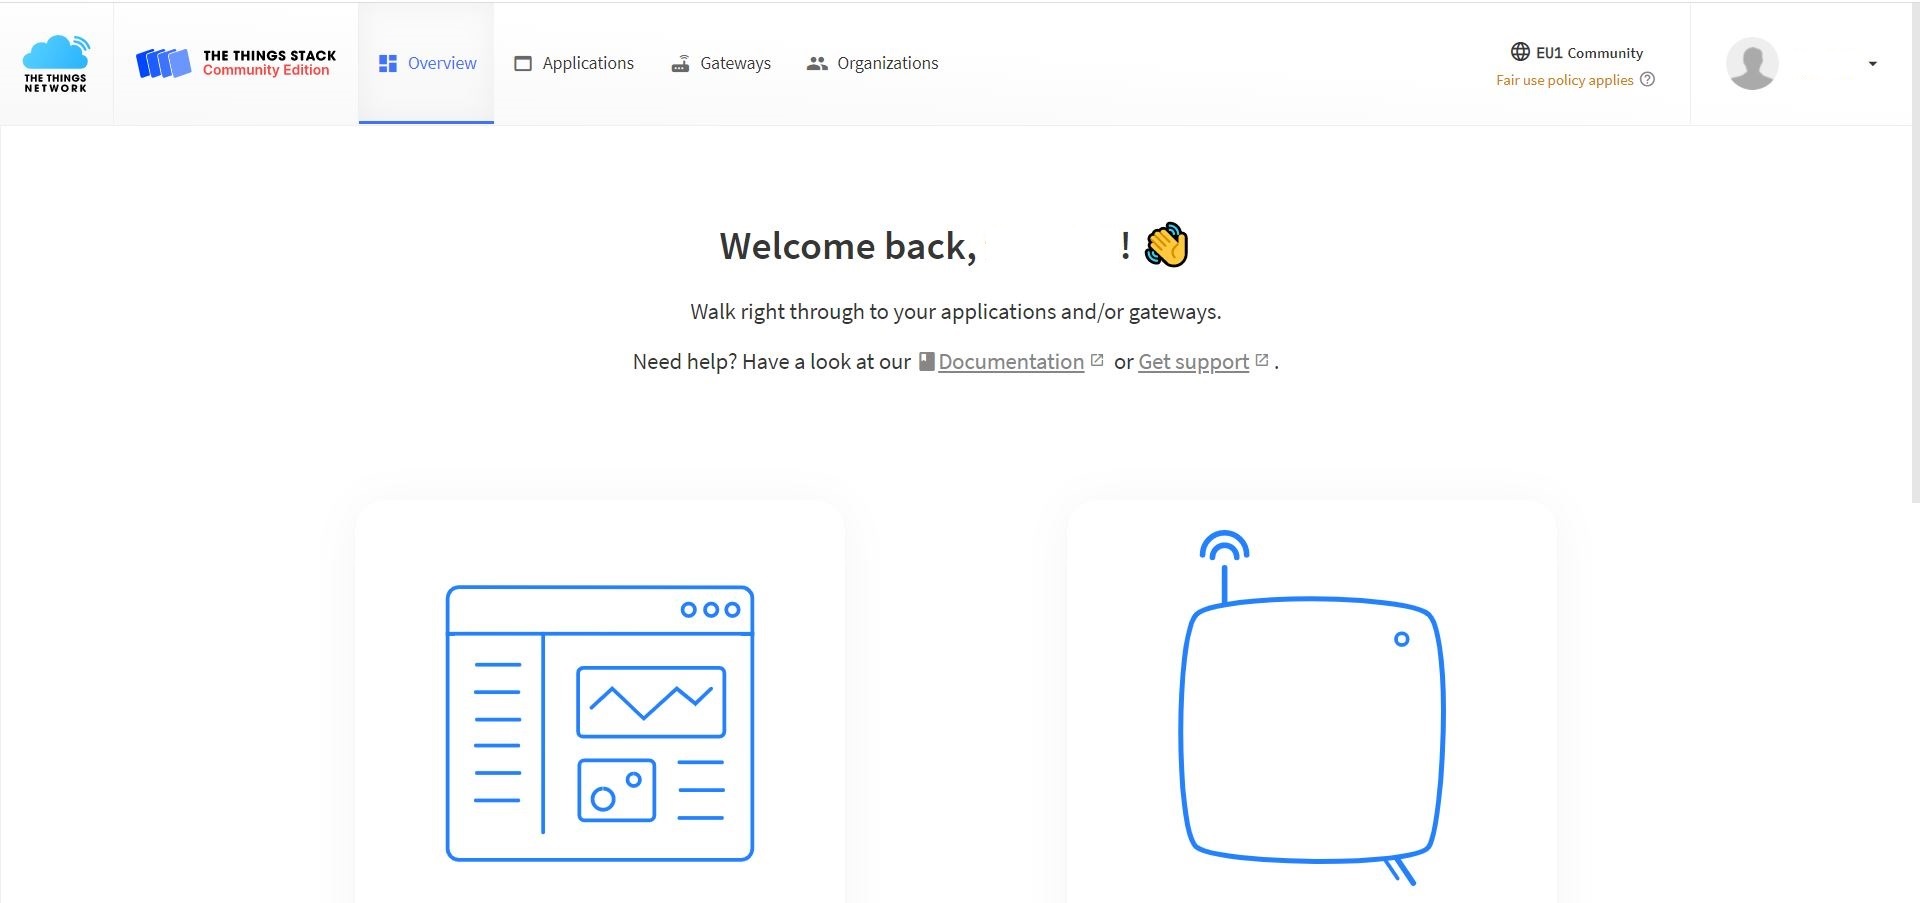 THE THINGS
NETWORK
THE THINGS STACK
Community Edition
Overview
Applications
Gateways
Organizations
EU1 Community
Fair use policy applies
Welcome back, ! 👋
Walk right through to your applications and/or gateways.
Need help? Have a look at our Documentation or Get support .